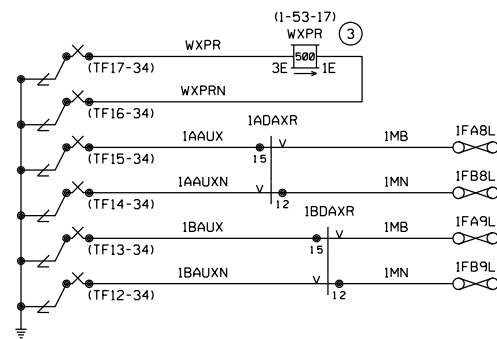 (1-53-17)
WXPR WXPR 3
500
3E 1E
(TF17-34)
WXPRN
(TF16-34)
1ADAXR
1AAUX 1MB 1FA8L
15 V
(TF15-34)
1AAUXN V 1MN 1FB8L
12
(TF14-34)
1BDAXR
1BAUX 1MB 1FA9L
15 V
(TF13-34)
1BAUXN V 1MN 1FB9L
12
(TF12-34)